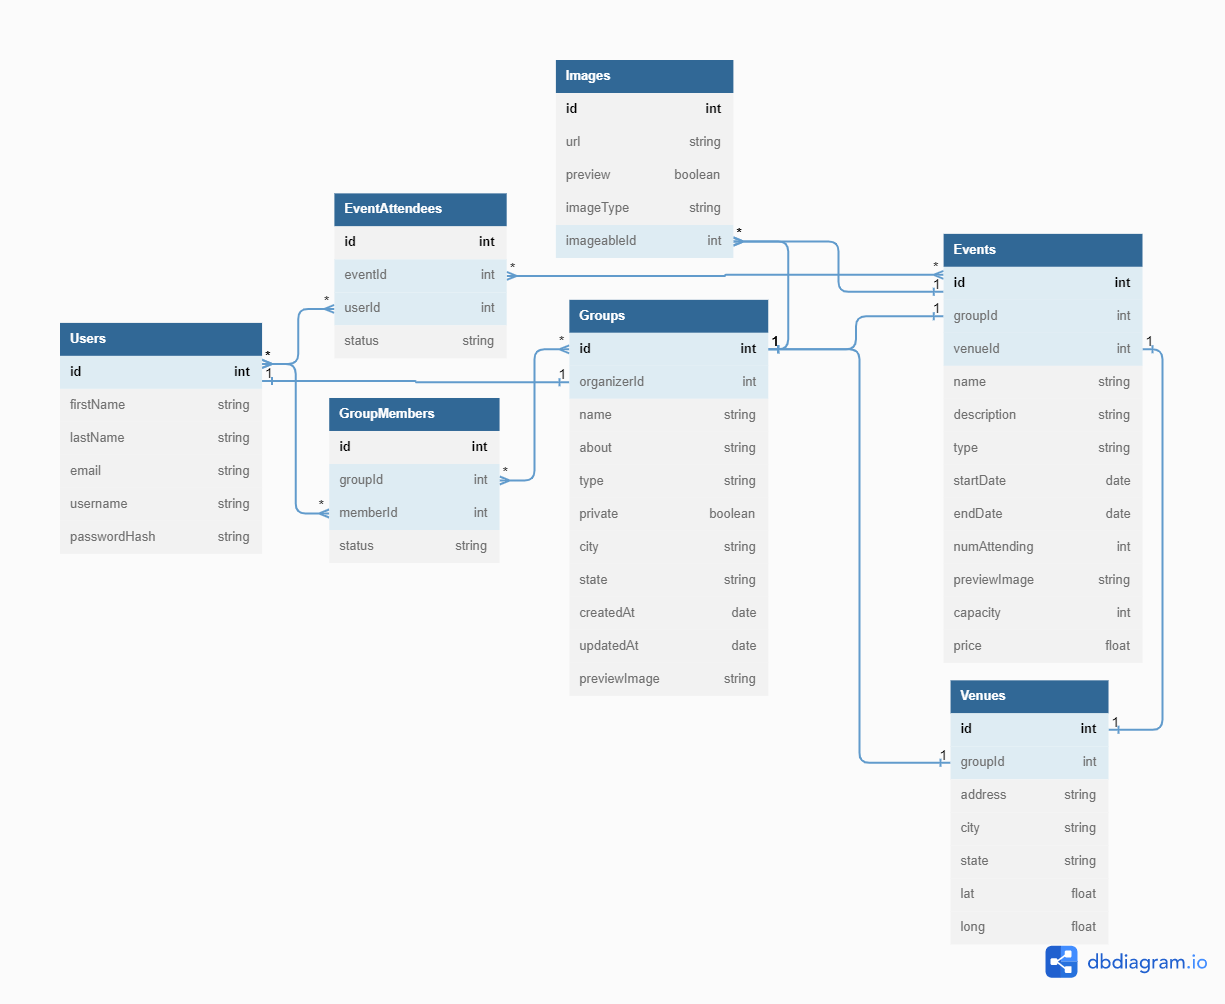 Images
id int
url string
preview boolean
imageType string
imageableId int
*
EventAttendees
id int
eventId int
userId int
status string
*
*
Events
id int
groupId int
venueId int
name string
description string
type string
startDate date
endDate date
numAttending int
previewImage string
capacity int
price float
*
1
1
1
Users
id int
firstName string
lastName string
email string
username string
passwordHash string
*
1
Groups
id int
organizerId int
name string
about string
type string
private boolean
city string
state string
createdAt date
updatedAt date
previewImage string
*
1
1
GroupMembers
id int
groupId int
memberId int
status string
*
*
Venues
id int
groupId int
address string
city string
state string
lat float
long float
1
1
dbdiagram.io